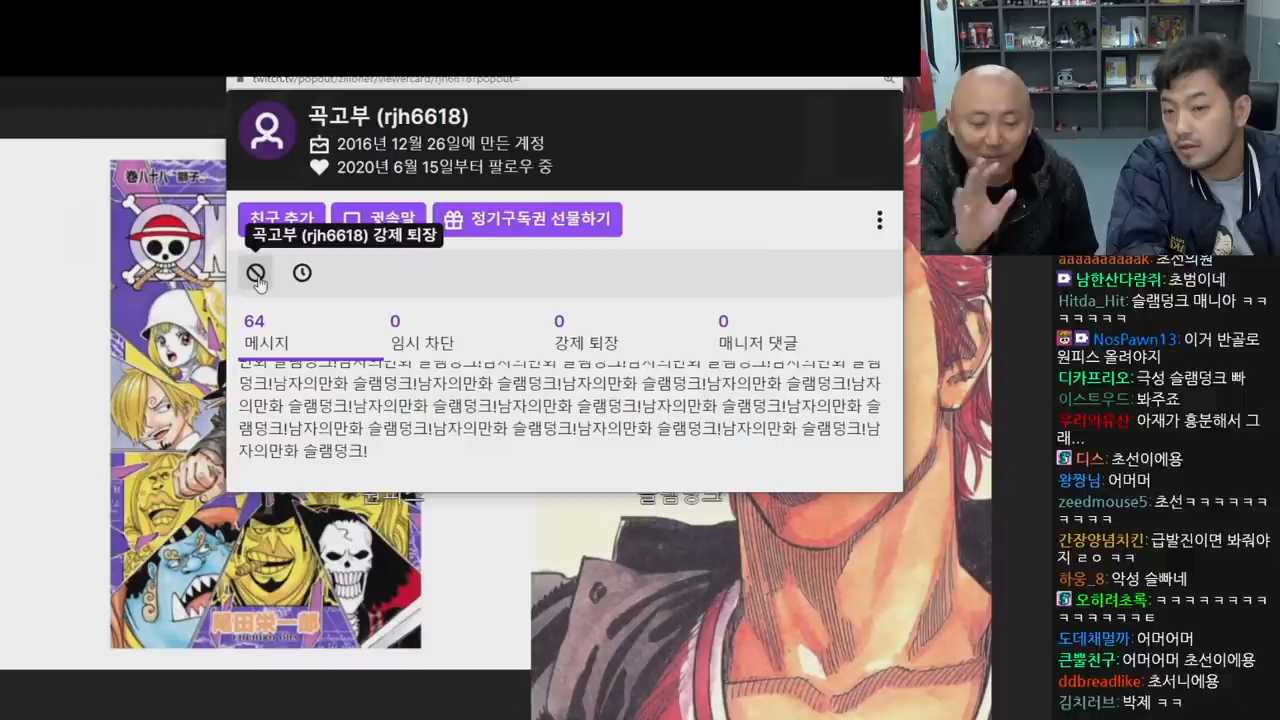 twitch.tv/popout/zilioner/viewercard/rjh6618?popout=
곡고부 (rjh6618)
2016년 12월 26일에 만든 계정
2020년 6월 15일부터 팔로우 중
친구 추가
귓속말
정기구독권 선물하기
곡고부 (rjh6618) 강제 퇴장
64
메시지
0
임시 차단
0
강제 퇴장
0
매니저 댓글
만화 슬램덩크!남자의만화 슬램덩크!남자의만화 슬램덩크!남자의만화 슬램
덩크!남자의만화 슬램덩크!남자의만화 슬램덩크!남자의만화 슬램덩크!남자
의만화 슬램덩크!남자의만화 슬램덩크!남자의만화 슬램덩크!남자의만화 슬
램덩크!남자의만화 슬램덩크!남자의만화 슬램덩크!남자의만화 슬램덩크!남
자의만화 슬램덩크!
원피스
슬램덩크
巻八十八
尾田栄一郎
aaaaaaaaaak: 초선의원
남한산다람쥐: 초범이네
Hitda_Hit: 슬램덩크 매니아 ㅋㅋ
ㅋㅋㅋㅋㅋ
NosPawn13: 이거 반골로
원피스 올려야지
디카프리오: 극성 슬램덩크 빠
이스트우드: 봐주죠
우리의유산 아재가 흥분해서 그
래...
디스: 초선이에용
왕짱님: 어머머
zeedmouse5: 초선ㅋㅋㅋㅋㅋㅋㅋ
ㅋㅋㅋㅋ
간장양념치킨: 급발진이면 봐줘야
지 ㄹㅇ ㅋㅋ
하웅_8: 악성 슬빠네
오히려초록: ㅋㅋㅋㅋㅋㅋㅋㅋ
ㅋㅋㅋㅋㅋㅋㅋㅌ
도데채멀까: 어머어머
큰뿔친구: 어머어머 초선이에용
ddbreadlike: 초서니에용
김치러브: 박제 ㅋㅋ